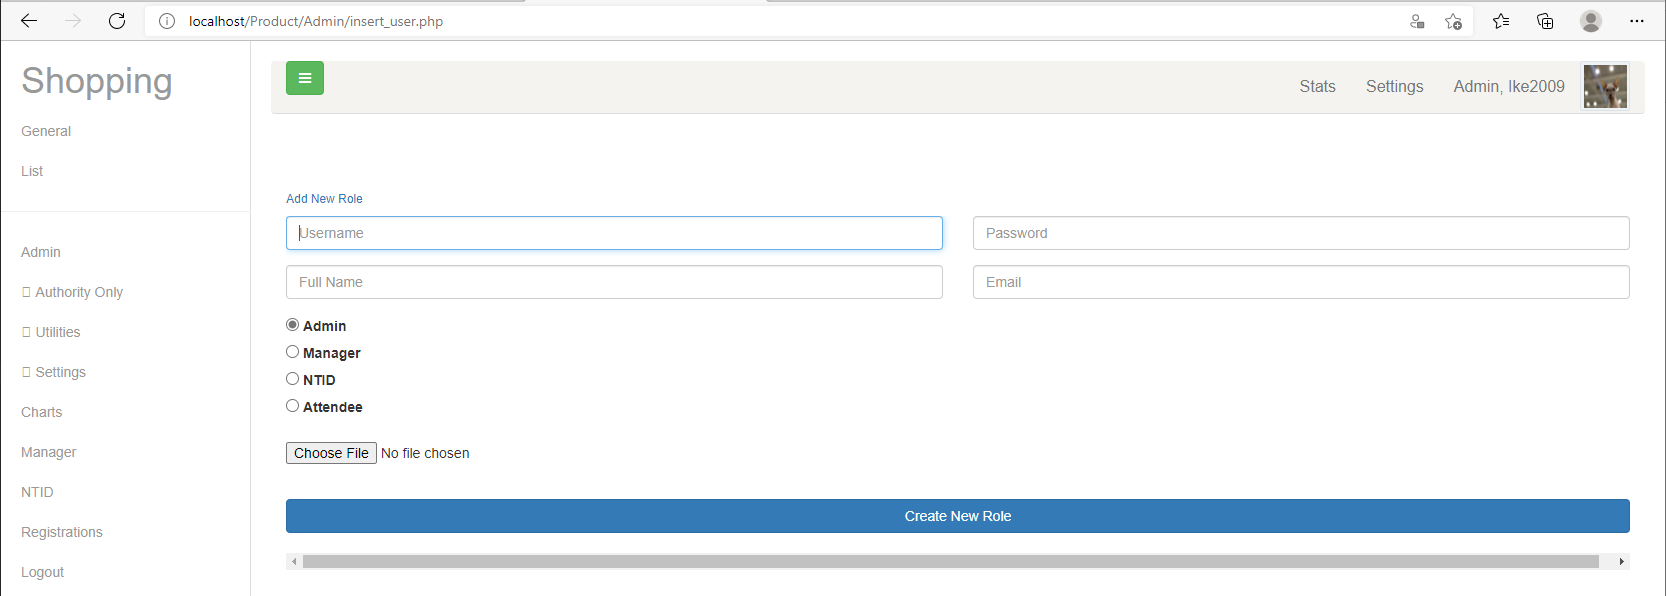 localhost/Product/Admin/insert_user.php
Shopping
General
List
Admin
Authority Only
Utilities
Settings
Charts
Manager
NTID
Registrations
Logout
Stats Settings Admin, Ike2009
Add New Role
Username Password
Full Name Email
Admin
Manager
NTID
Attendee
Choose File No file chosen
Create New Role